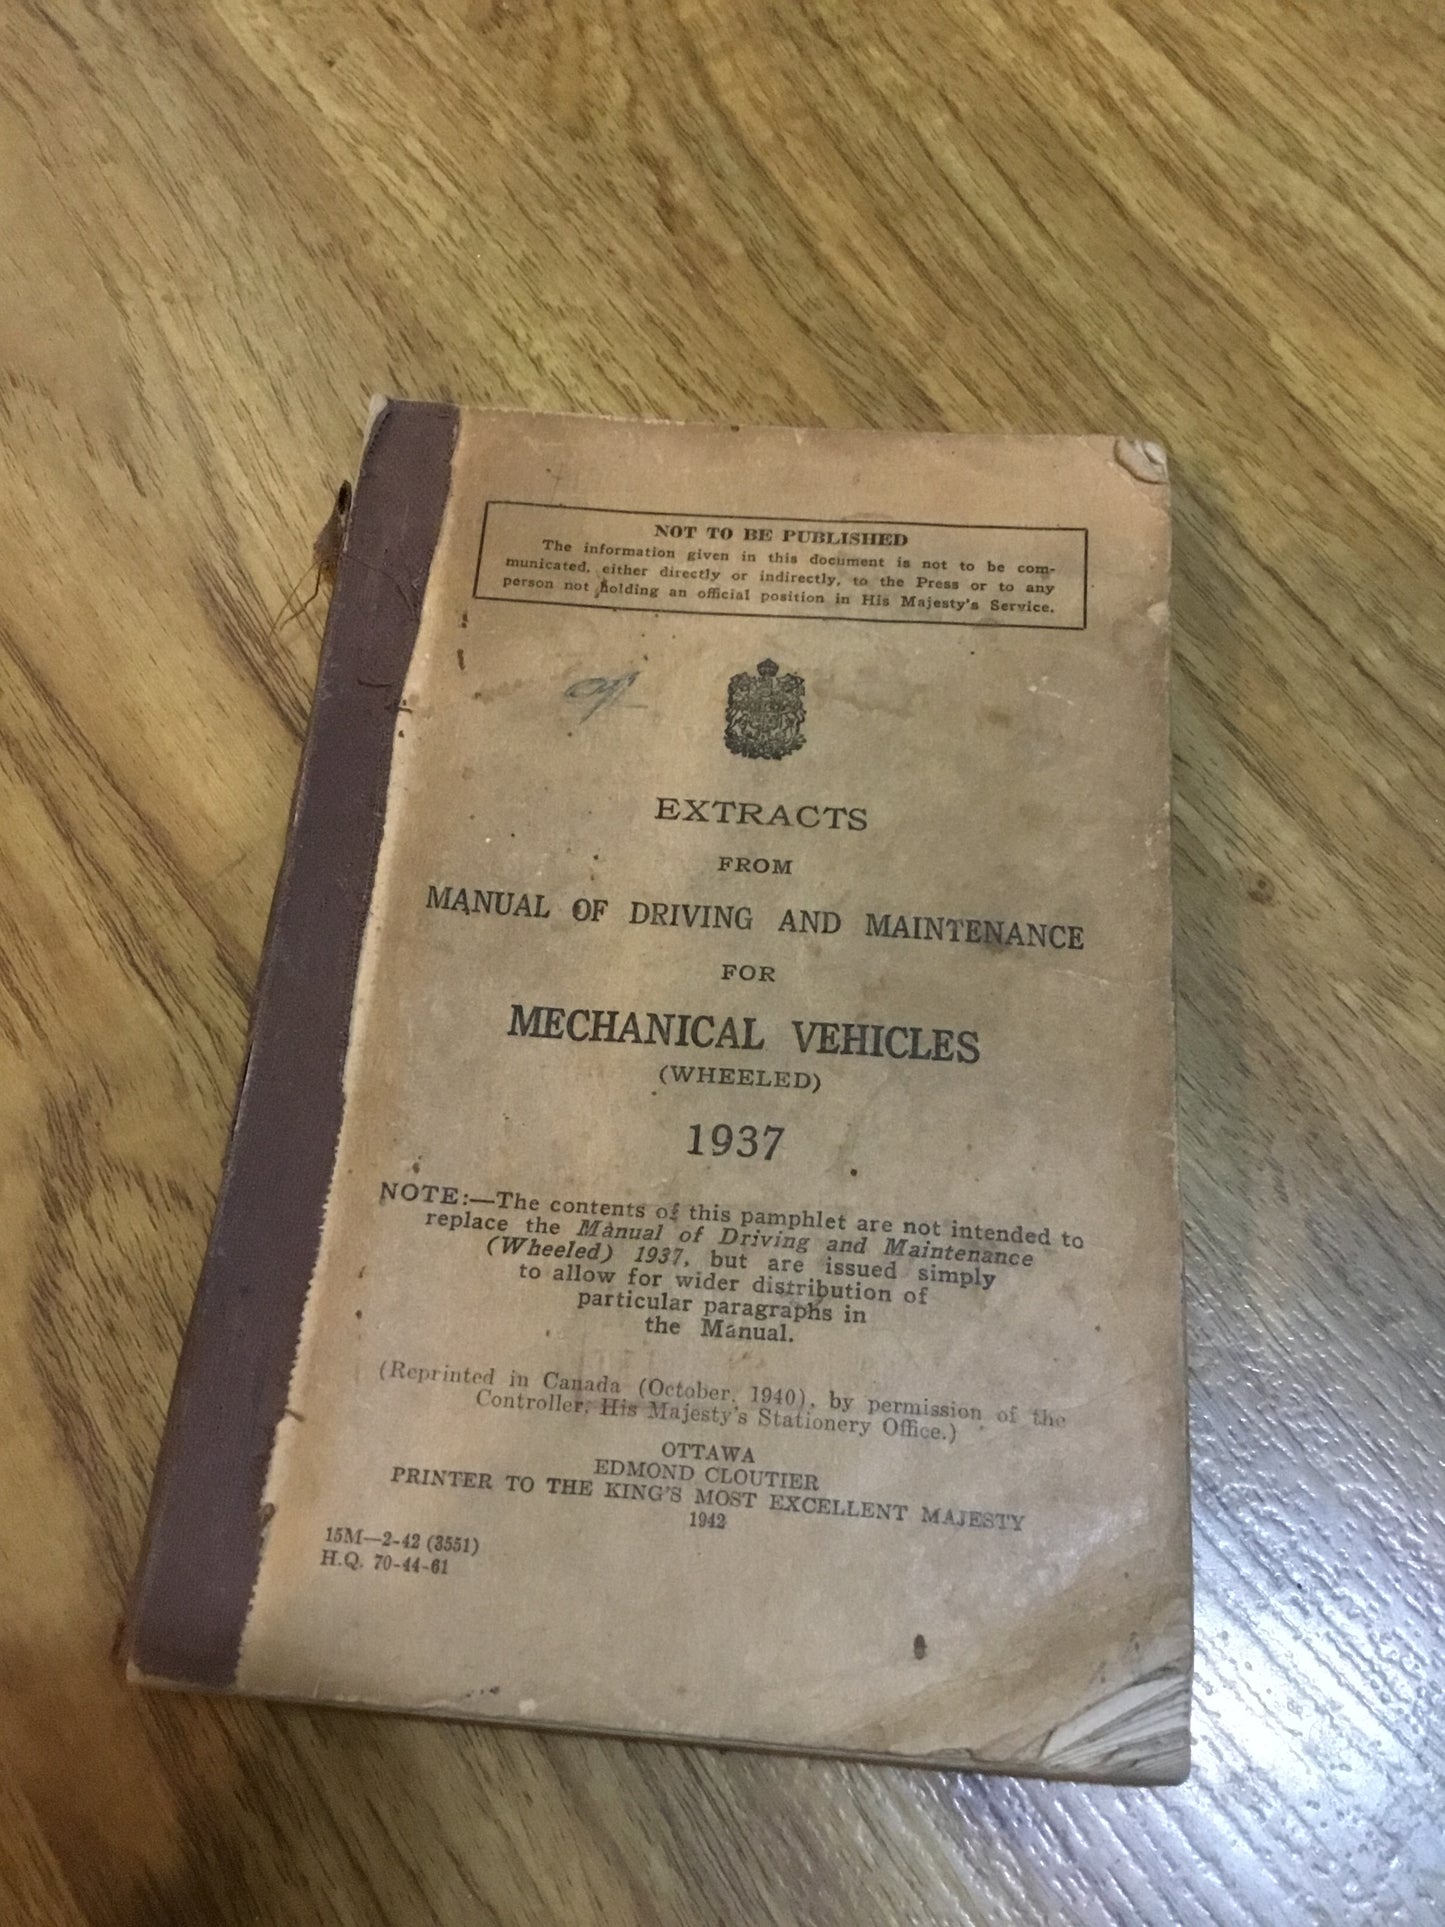 NOT TO BE PUBLISHED
The information given in this document is not to be com-
municated, either directly or indirectly, to the Press or to any
person not holding an official position in His Majesty's Service.
EXTRACTS
FROM
MANUAL OF DRIVING AND MAINTENANCE
FOR
MECHANICAL VEHICLES
(WHEELED)
1937
NOTE:—The contents of this pamphlet are not intended to
replace the Manual of Driving and Maintenance
(Wheeled) 1937, but are issued simply
to allow for wider distribution of
particular paragraphs in
the Manual.
(Reprinted in Canada (October, 1940), by permission of the
Controller, His Majesty's Stationery Office.)
OTTAWA
EDMOND CLOUTIER
PRINTER TO THE KING'S MOST EXCELLENT MAJESTY
1942
15M—2-42 (3551)
H.Q. 70-44-61